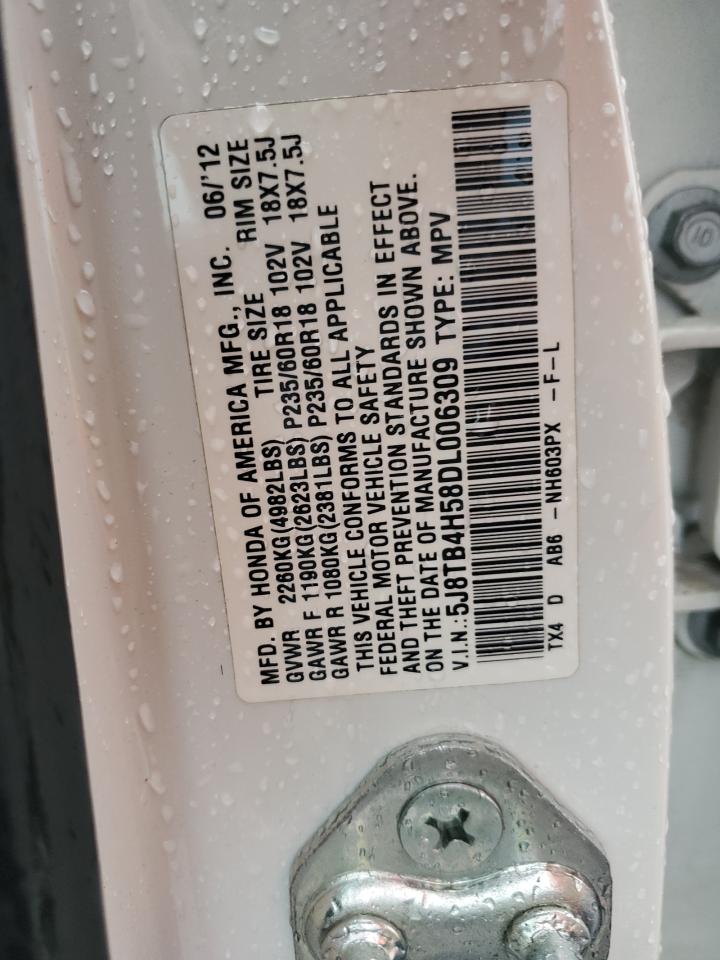 MFD. BY HONDA OF AMERICA MFG., INC. 06/'12
GVWR 2260KG(4982LBS) TIRE SIZE RIM SIZE
GAWR F 1190KG(2623LBS) P235/60R18 102V 18X7.5J
GAWR R 1080KG(2381LBS) P235/60R18 102V 18X7.5J
THIS VEHICLE CONFORMS TO ALL APPLICABLE
FEDERAL MOTOR VEHICLE SAFETY
AND THEFT PREVENTION STANDARDS IN EFFECT
ON THE DATE OF MANUFACTURE SHOWN ABOVE.
V.I.N.:5J8TB4H58DL006309 TYPE: MPV
TX4 D AB6 -NH603PX -F-L
10